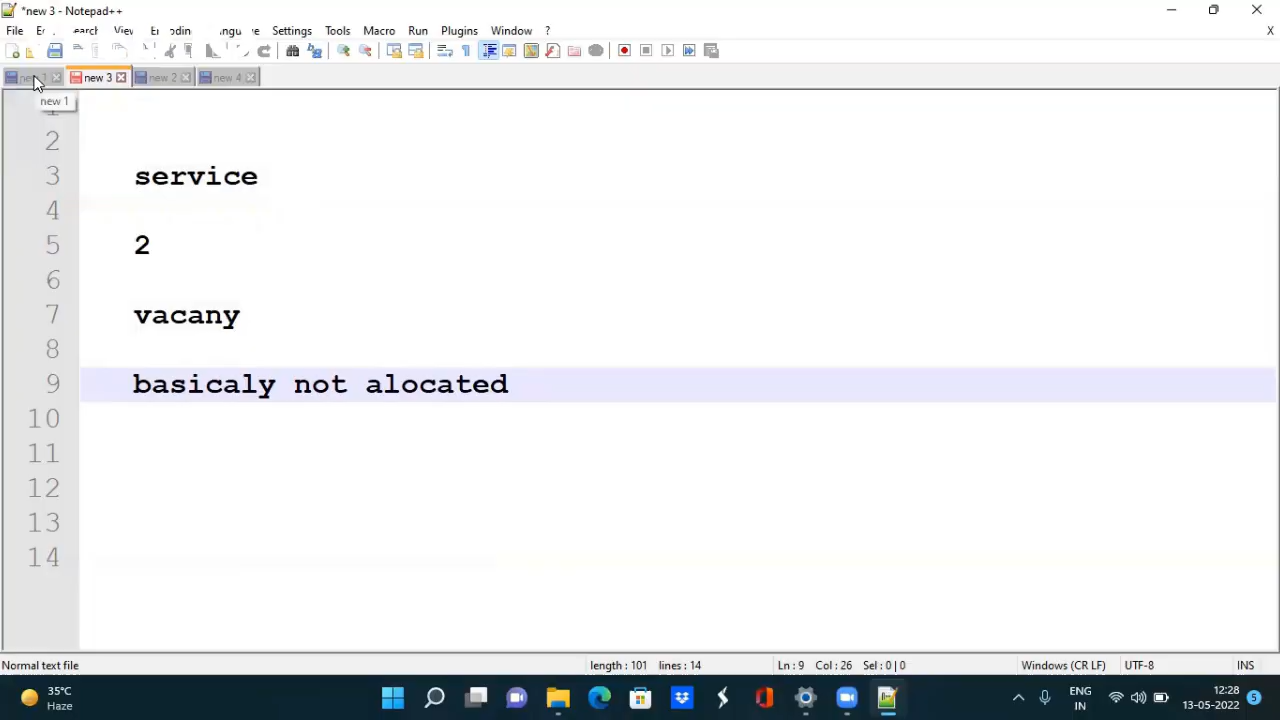 *new 3 - Notepad++
File Settings Tools Macro Run Plugins Window ? X
new 3 new 2 new 4
new 1
2
3 service
4
5 2
6
7 vacany
8
9 basicaly not alocated
10
11
12
13
14
Normal text file length : 101 lines : 14 Ln : 9 Col : 26 Sel : 0 | 0 Windows (CR LF) UTF-8 INS
35°C
Haze
ENG
IN
12:28
13-05-2022
5